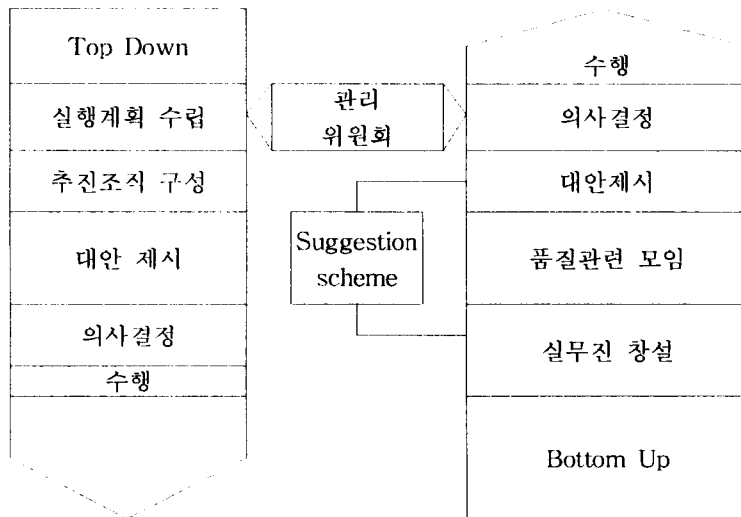 Top Down
실행계획 수립
추진조직 구성
대안 제시
의사결정
수행
관리
위원회
Suggestion
scheme
수행
의사결정
대안제시
품질관련 모임
실무진 창설
Bottom Up